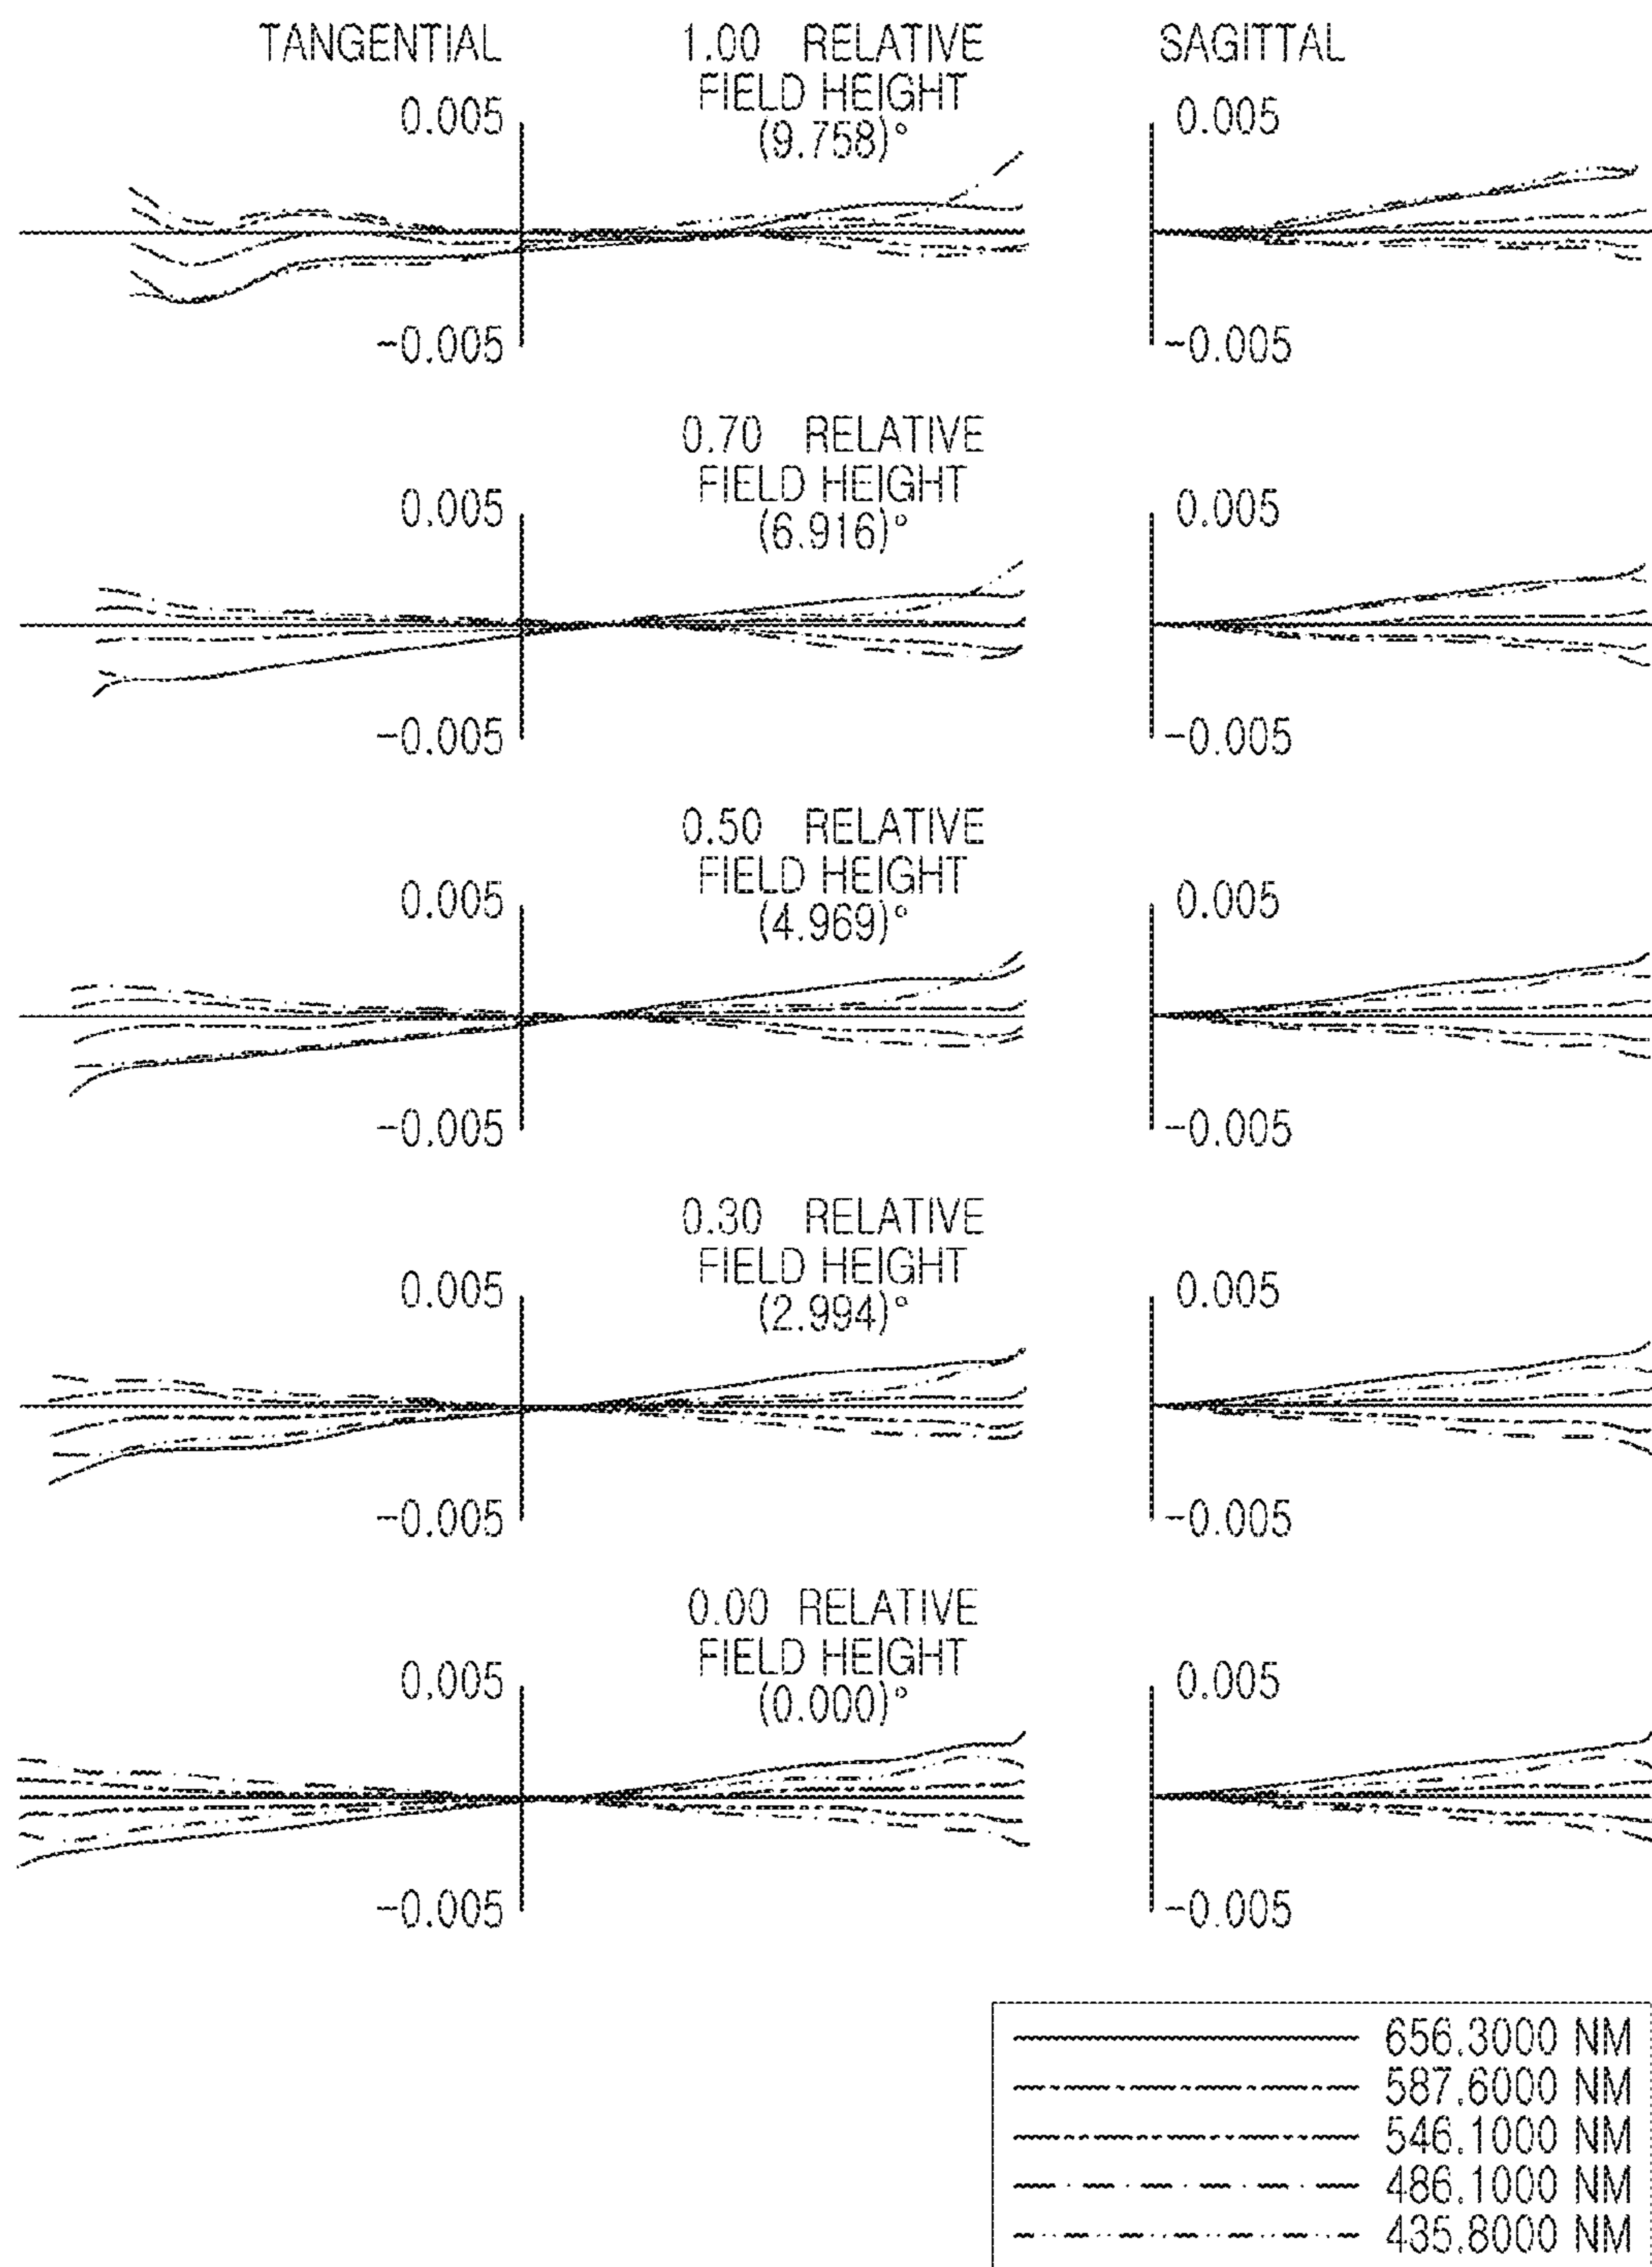 TANGENTIAL 1.00 RELATIVE SAGITTAL
FIELD HEIGHT
0.005 (9.758)° 0.005
-0.005 -0.005
0.70 RELATIVE
FIELD HEIGHT
0.005 (6.916)° 0.005
-0.005 -0.005
0.50 RELATIVE
FIELD HEIGHT
0.005 (4.969)° 0.005
-0.005 -0.005
0.30 RELATIVE
FIELD HEIGHT
0.005 (2.994)° 0.005
-0.005 -0.005
0.00 RELATIVE
FIELD HEIGHT
0.005 (0.000)° 0.005
-0.005 -0.005
656.3000 NM
587.6000 NM
546.1000 NM
486.1000 NM
435.8000 NM